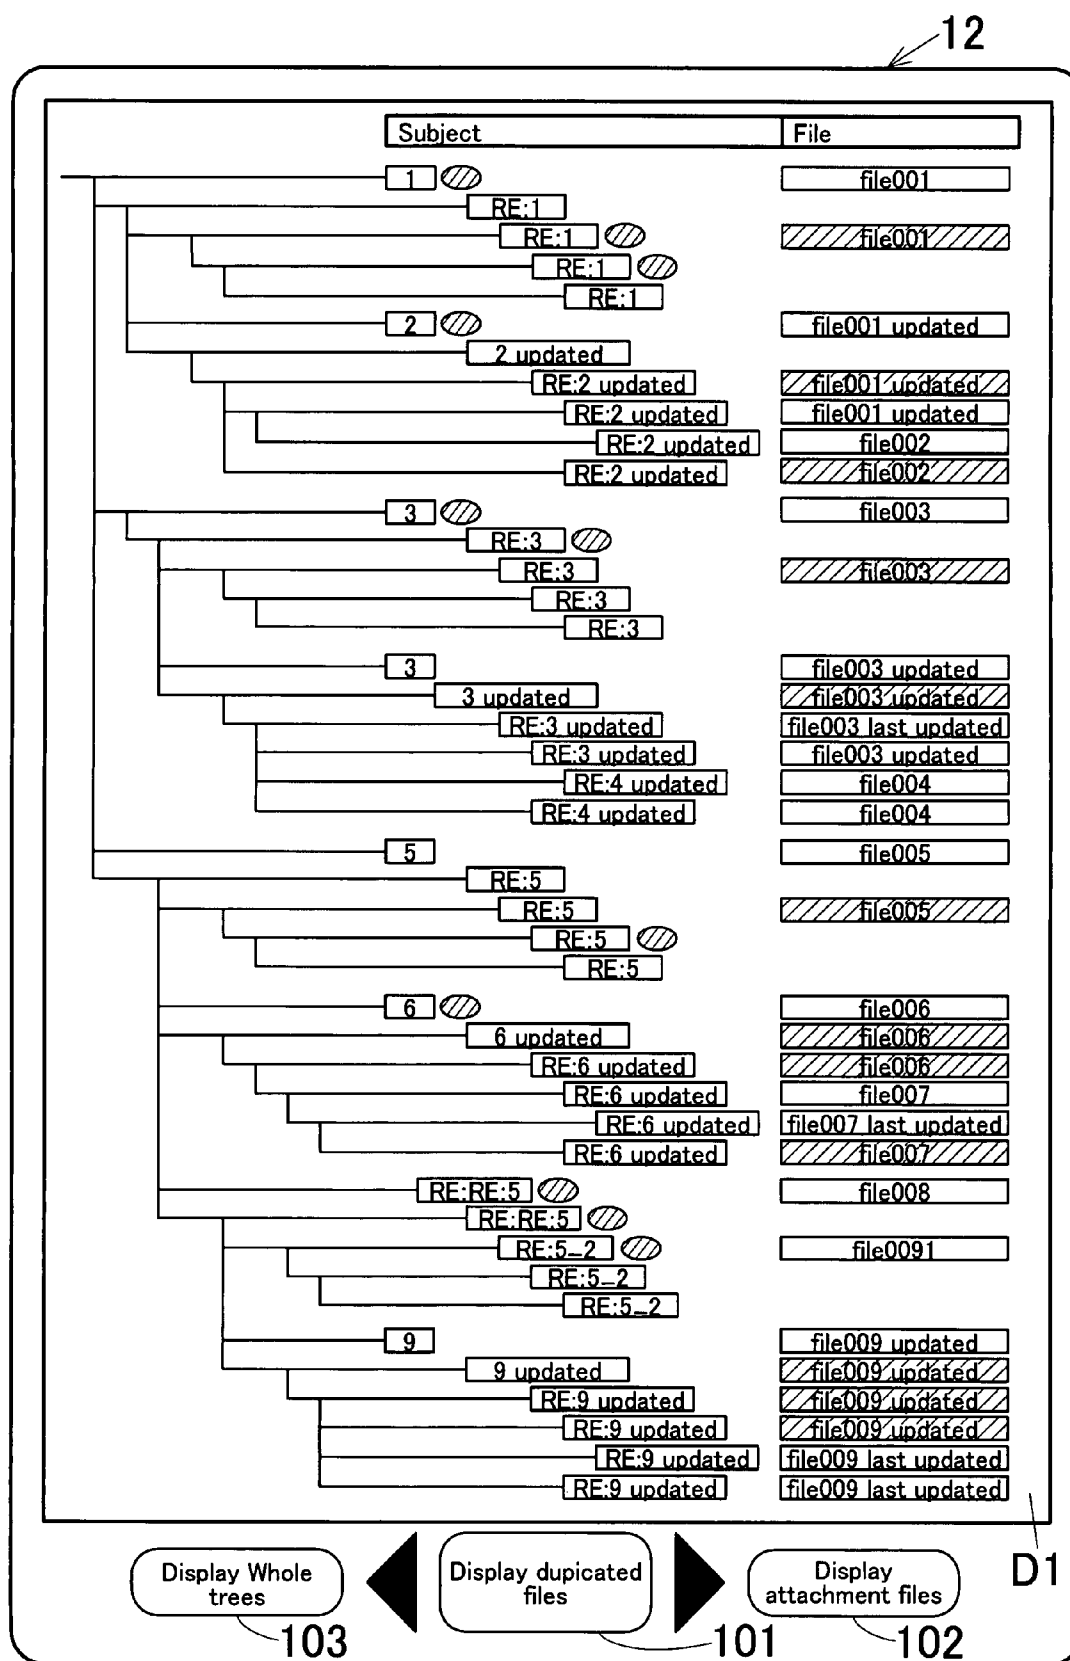 12
Subject File
1 file001
RE:1
RE:1 file001
RE:1
RE:1
2 file001 updated
2 updated
RE:2 updated file001 updated
RE:2 updated file001 updated
RE:2 updated file002
RE:2 updated file002
3 file003
RE:3
RE:3 file003
RE:3
RE:3
3 file003 updated
3 updated file003 updated
RE:3 updated file003 last updated
RE:3 updated file003 updated
RE:4 updated file004
RE:4 updated file004
5 file005
RE:5
RE:5 file005
RE:5
RE:5
6 file006
6 updated file006
RE:6 updated file006
RE:6 updated file007
RE:6 updated file007 last updated
RE:6 updated file007
RE:RE:5 file008
RE:RE:5
RE:5_2 file0091
RE:5_2
RE:5_2
9 file009 updated
9 updated file009 updated
RE:9 updated file009 updated
RE:9 updated file009 updated
RE:9 updated file009 last updated
RE:9 updated file009 last updated
D1
Display Whole
trees
Display dupicated
files
Display
attachment files
103
101
102